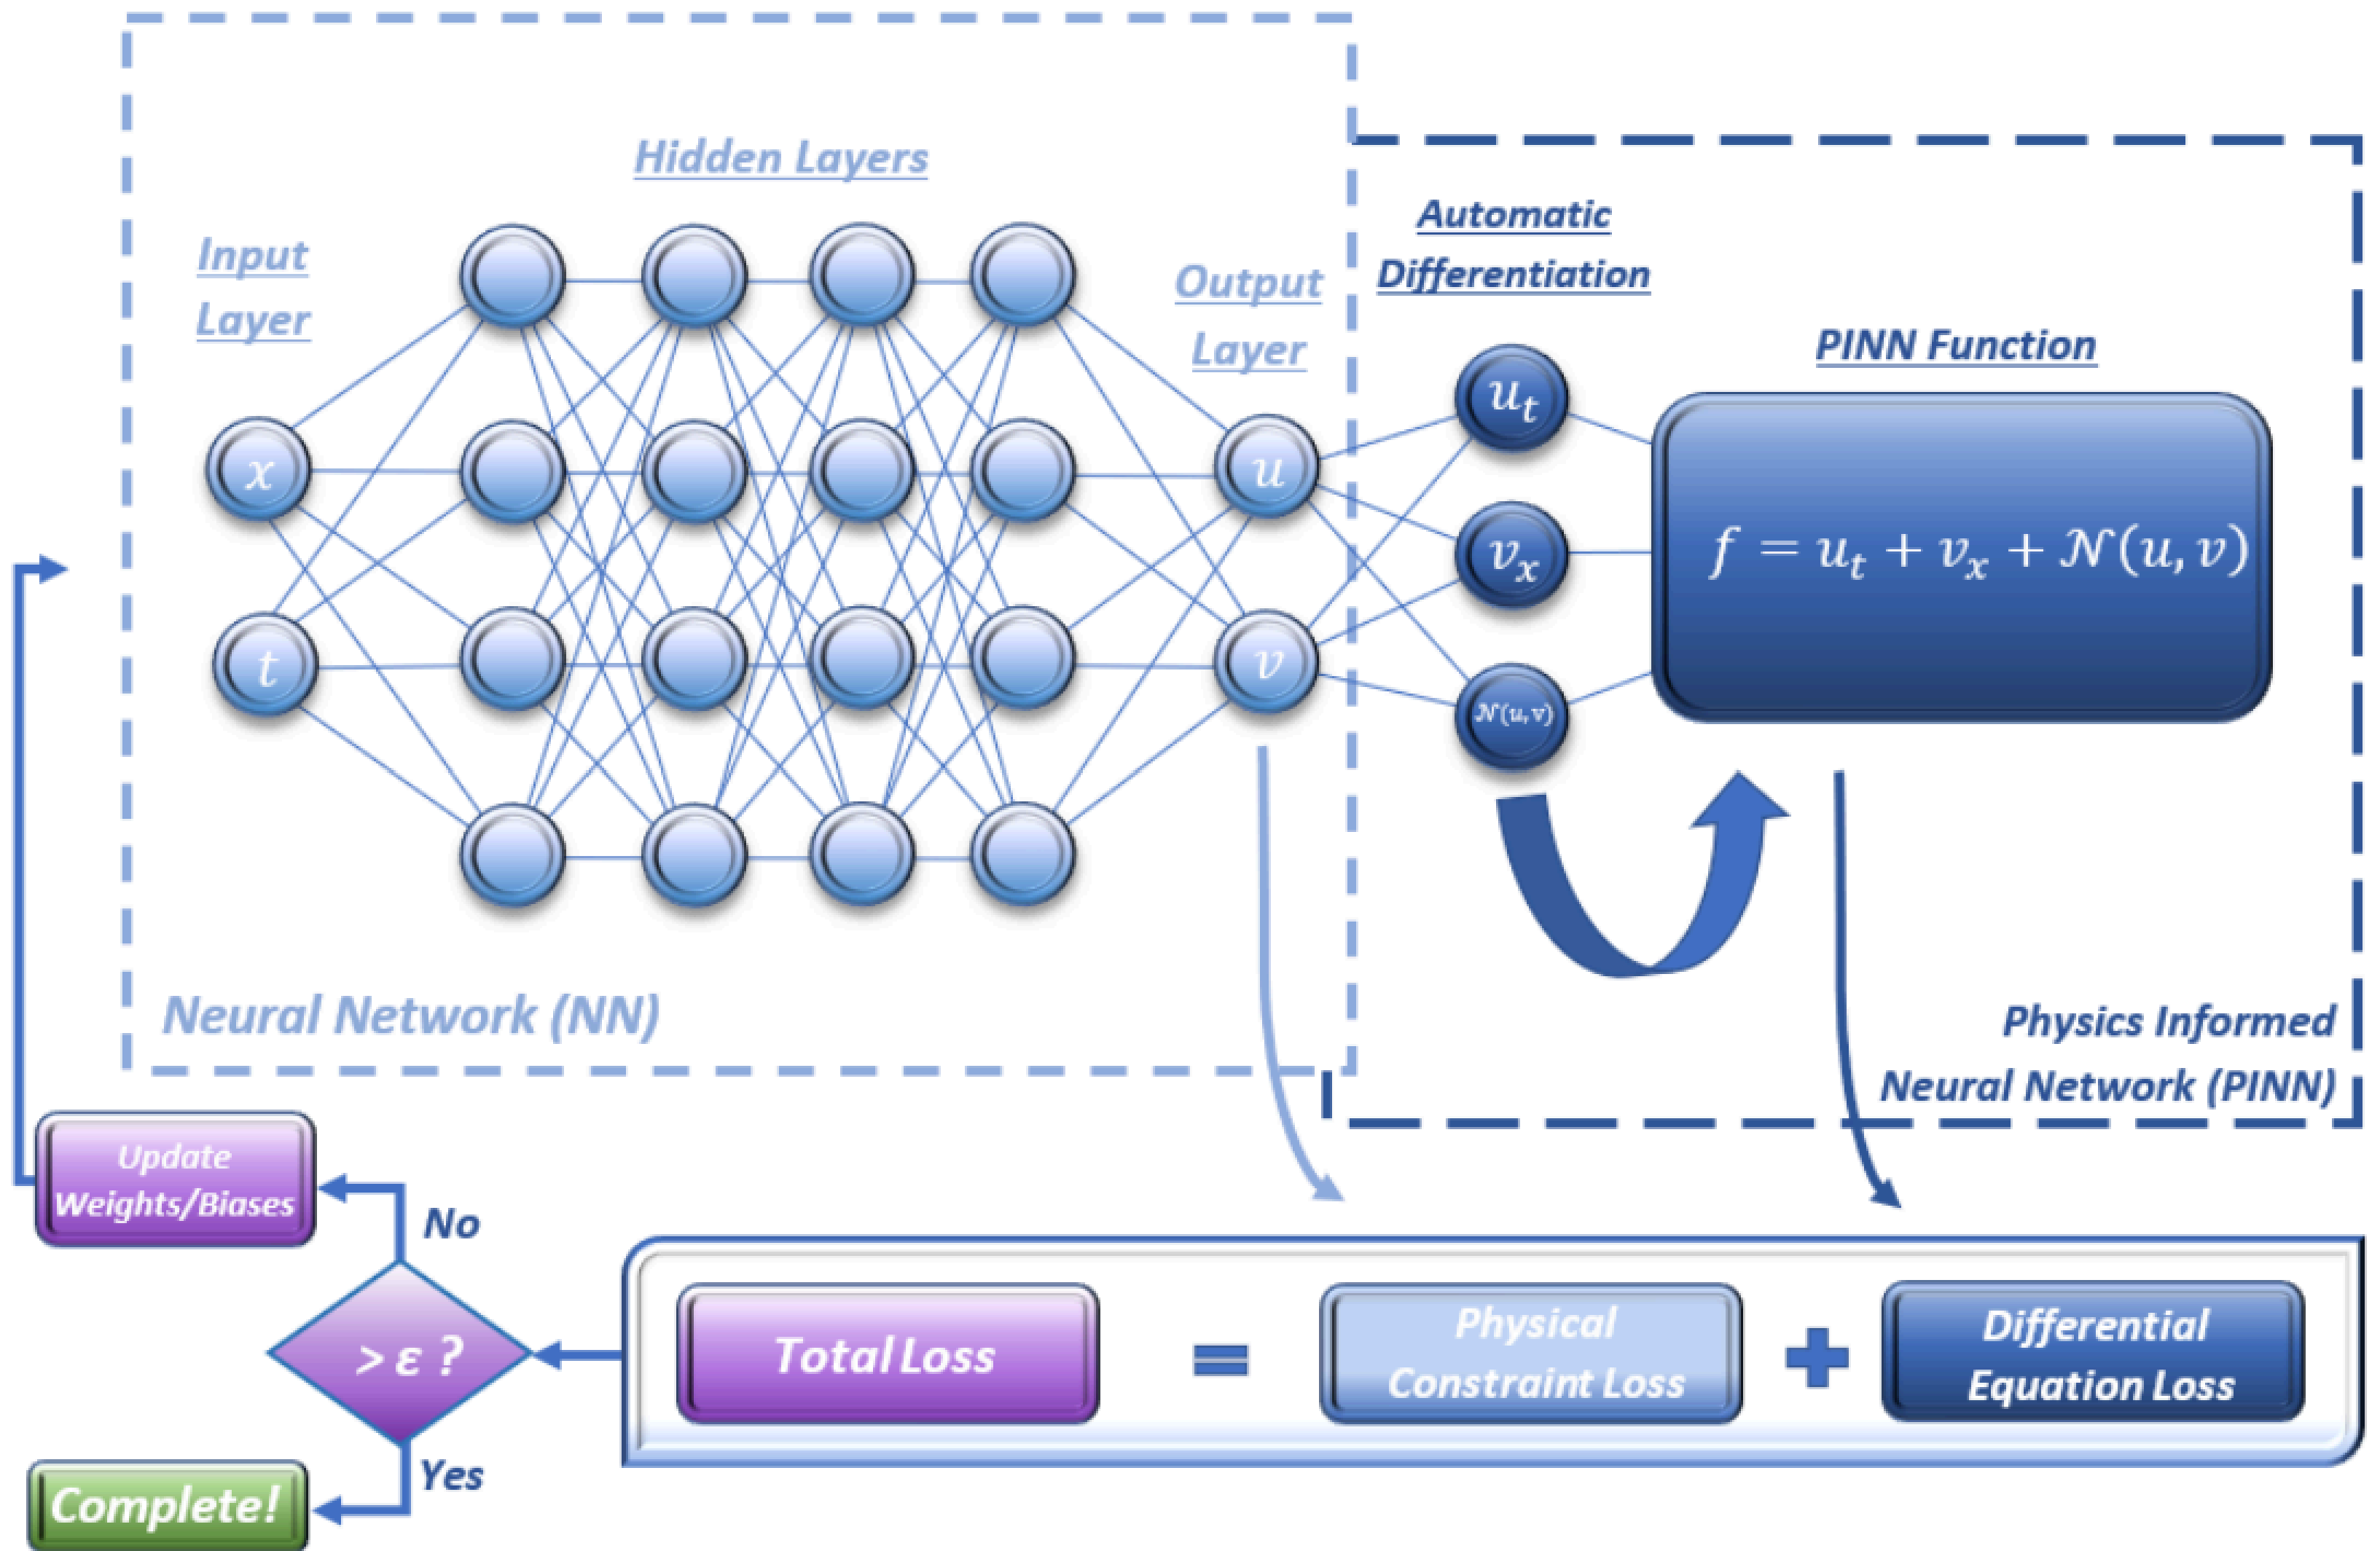 Hidden Layers
Input
Layer
Output
Layer
Automatic
Differentiation
PINN Function
x
t
u
v
u_t
v_x
𝒩(u,v)
f = u_t + v_x + 𝒩(u, v)
Neural Network (NN)
Physics Informed
Neural Network (PINN)
Update
Weights/Biases
No
> ε ?
Yes
Complete!
Total Loss
=
Physical
Constraint Loss
+
Differential
Equation Loss